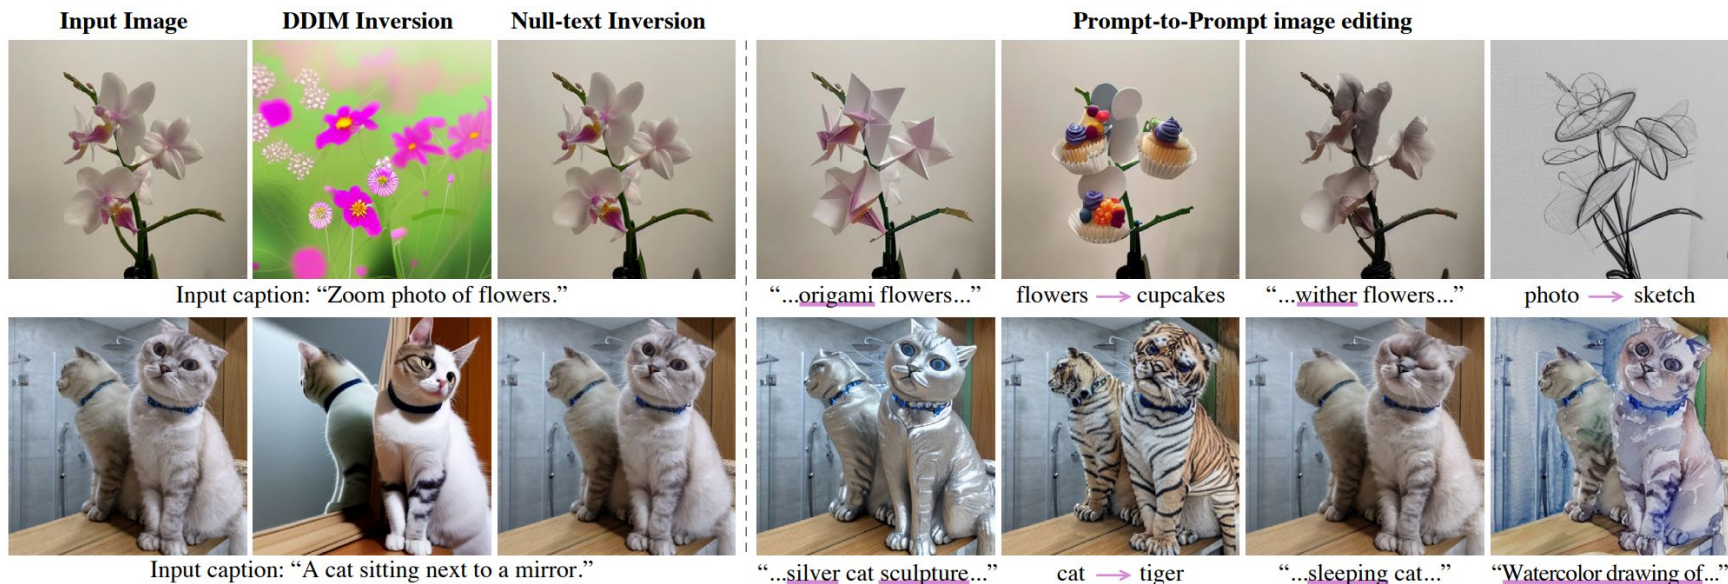 Input Image DDIM Inversion Null-text Inversion Prompt-to-Prompt image editing
Input caption: “Zoom photo of flowers.” “...origami flowers...” flowers → cupcakes “...wither flowers...” photo → sketch
Input caption: “A cat sitting next to a mirror.” “...silver cat sculpture...” cat → tiger “...sleeping cat...” “Watercolor drawing of...”